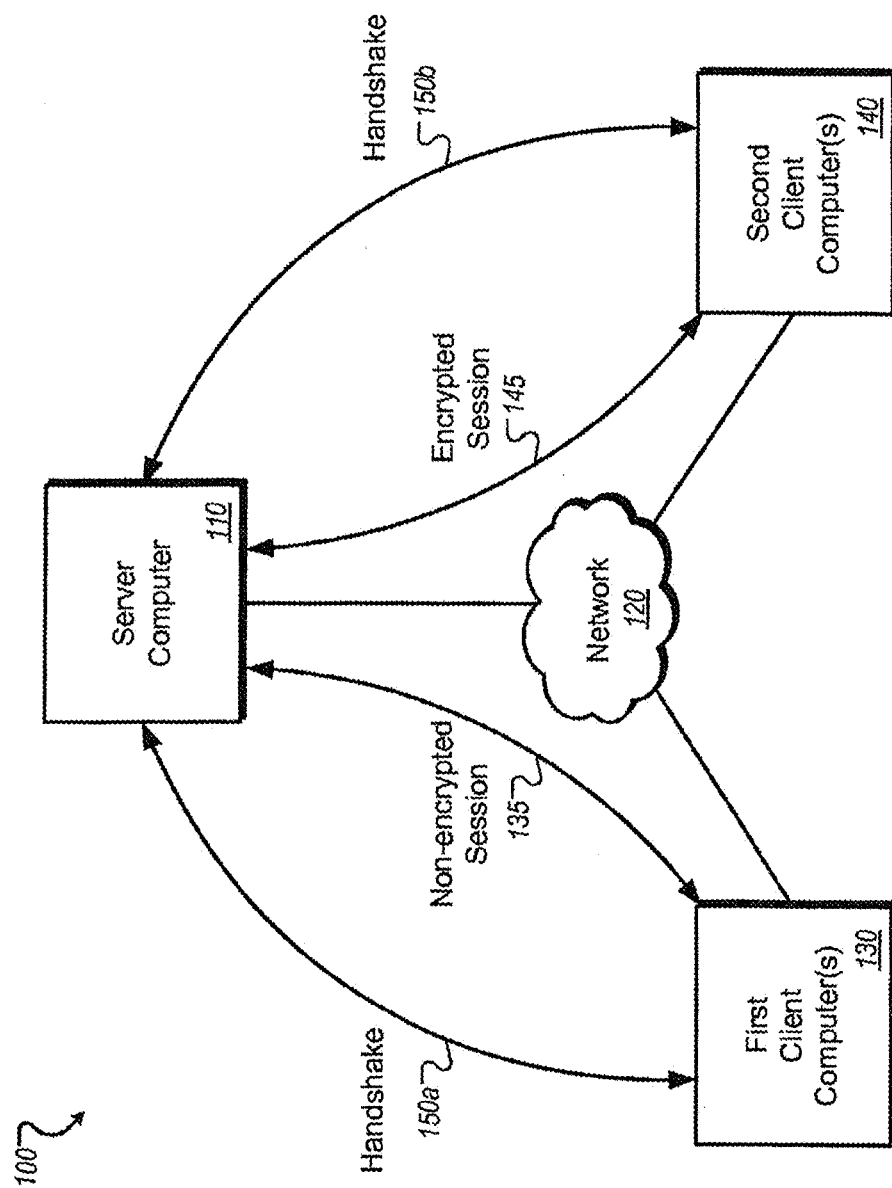 100
Server
Computer
110
Handshake
150a
Non-encrypted
Session
135
Encrypted
Session
145
Handshake
150b
Network
120
First
Client
Computer(s)
130
Second
Client
Computer(s)
140